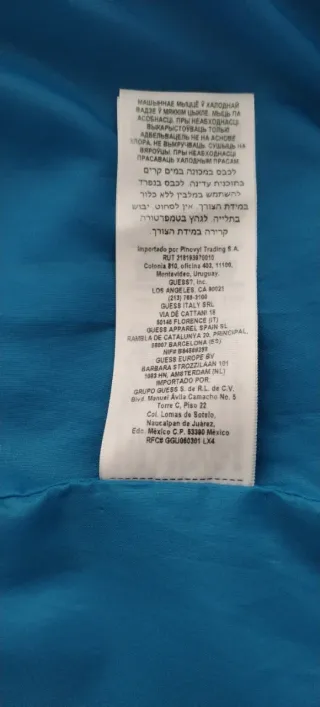 МАШЫННАЕ МЫЦЦЁ Ў ХАЛОДНАЙ
ВАДЗЕ Ў МЯККІМ ЦЫКЛЕ. МЫЦЬ ПА
АСОБНАСЦІ. ПРЫ НЕАБХОДНАСЦІ
ВЫКАРЫСТОЎВАЦЬ ТОЛЬКІ
АДБЕЛЬВАЦЕЛЬ НЕ НА АСНОВЕ
ХЛОРА. НЕ ВЫКРУЧВАЦЬ. СУШЫЦЬ НА
ВЯРОЎЦЫ. ПРЫ НЕАБХОДНАСЦІ
ПРАСАВАЦЬ ХАЛОДНЫМ ПРАСАМ.
לכבס במכונה במים קרים
בתוכנית עדינה. לכבס בנפרד
להשתמש במלבין ללא כלור
במידת הצורך. אין לסחוט. יבוש
בתלייה. לגהץ בטמפרטורה
קרירה במידת הצורך
Importado por Pinovyl Trading S.A.
RUT 218193870010
Colonia 810, oficina 403, 11100,
Montevideo, Uruguay.
GUESS?, Inc.
LOS ANGELES, CA 90021
(213) 765-3100
GUESS ITALY SRL
VIA DE CATTANI 18
50145 FLORENCE (IT)
GUESS APPAREL SPAIN SL
RAMBLA DE CATALUNYA 20, PRINCIPAL,
08007 BARCELONA (ES)
GUESS EUROPE BV
BARBARA STROZZILAAN 101
1083 HN, AMSTERDAM (NL)
IMPORTADO POR:
GRUPO GUESS S. de R.L. de C.V.
Blvd. Manuel Ávila Camacho No. 5
Torre C, Piso 22
Col. Lomas de Sotelo,
Naucalpan de Juárez,
Edo. México C.P. 53390 México
RFC# GGU060301 LX4